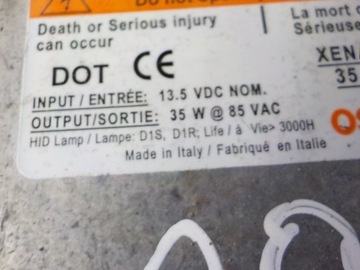 Death or Serious injury
can occur
La mort o
Sérieuse
DOT CE
XEN
INPUT / ENTRÉE: 13.5 VDC NOM.
35
OUTPUT/SORTIE: 35 W @ 85 VAC
HID Lamp / Lampe: D1S, D1R; Life / à Vie> 3000H
Made in Italy / Fabriqué en Italie